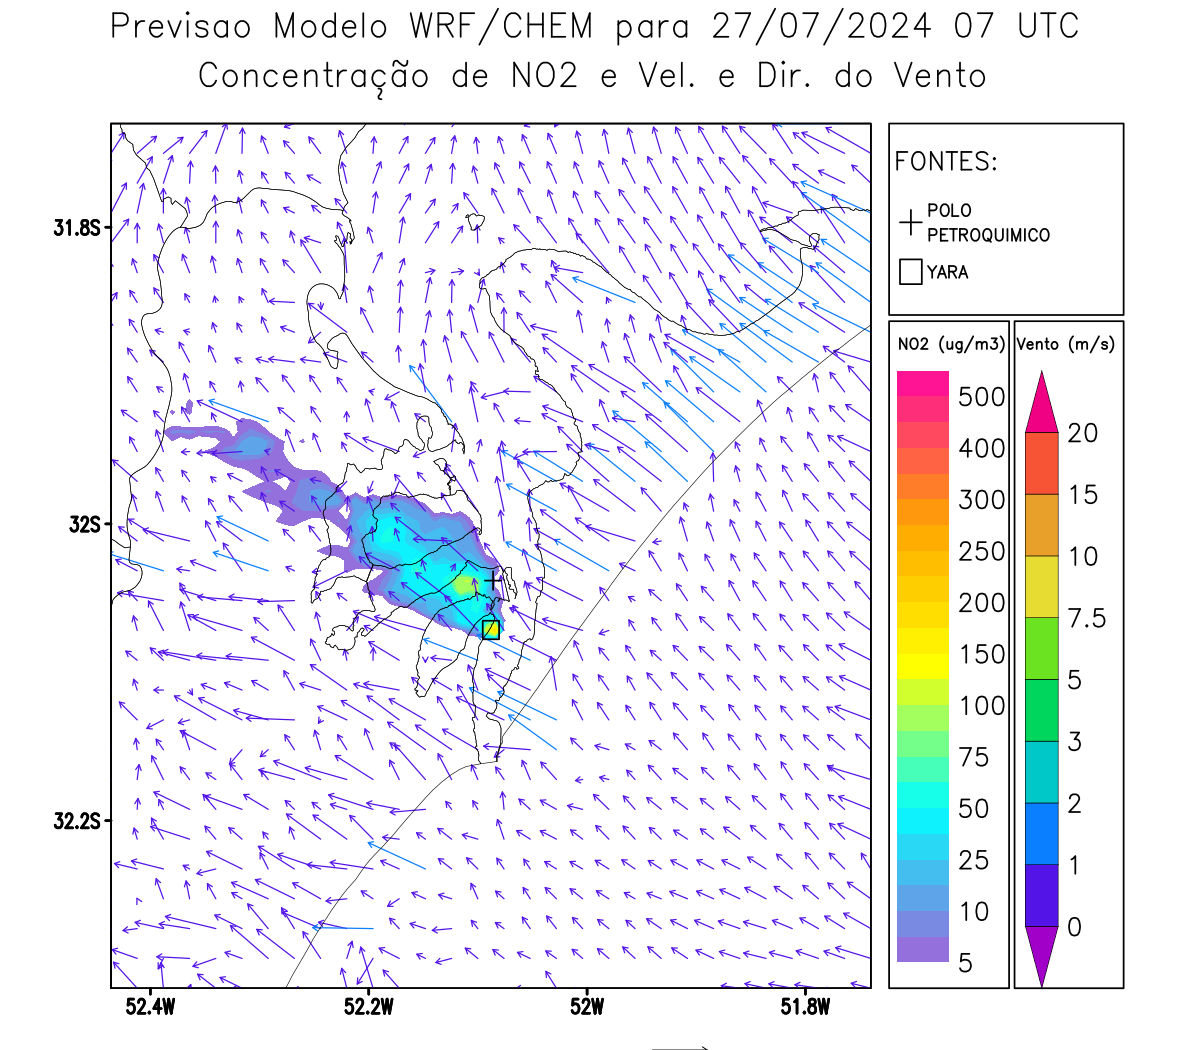 Previsao Modelo WRF/CHEM para 27/07/2024 07 UTC
Concentração de NO2 e Vel. e Dir. do Vento
FONTES:
POLO
PETROQUIMICO
YARA
NO2 (ug/m3)
500
400
300
250
200
150
100
75
50
25
10
5
Vento (m/s)
20
15
10
7.5
5
3
2
1
0
31.8S
32S
32.2S
52.4W
52.2W
52W
51.8W